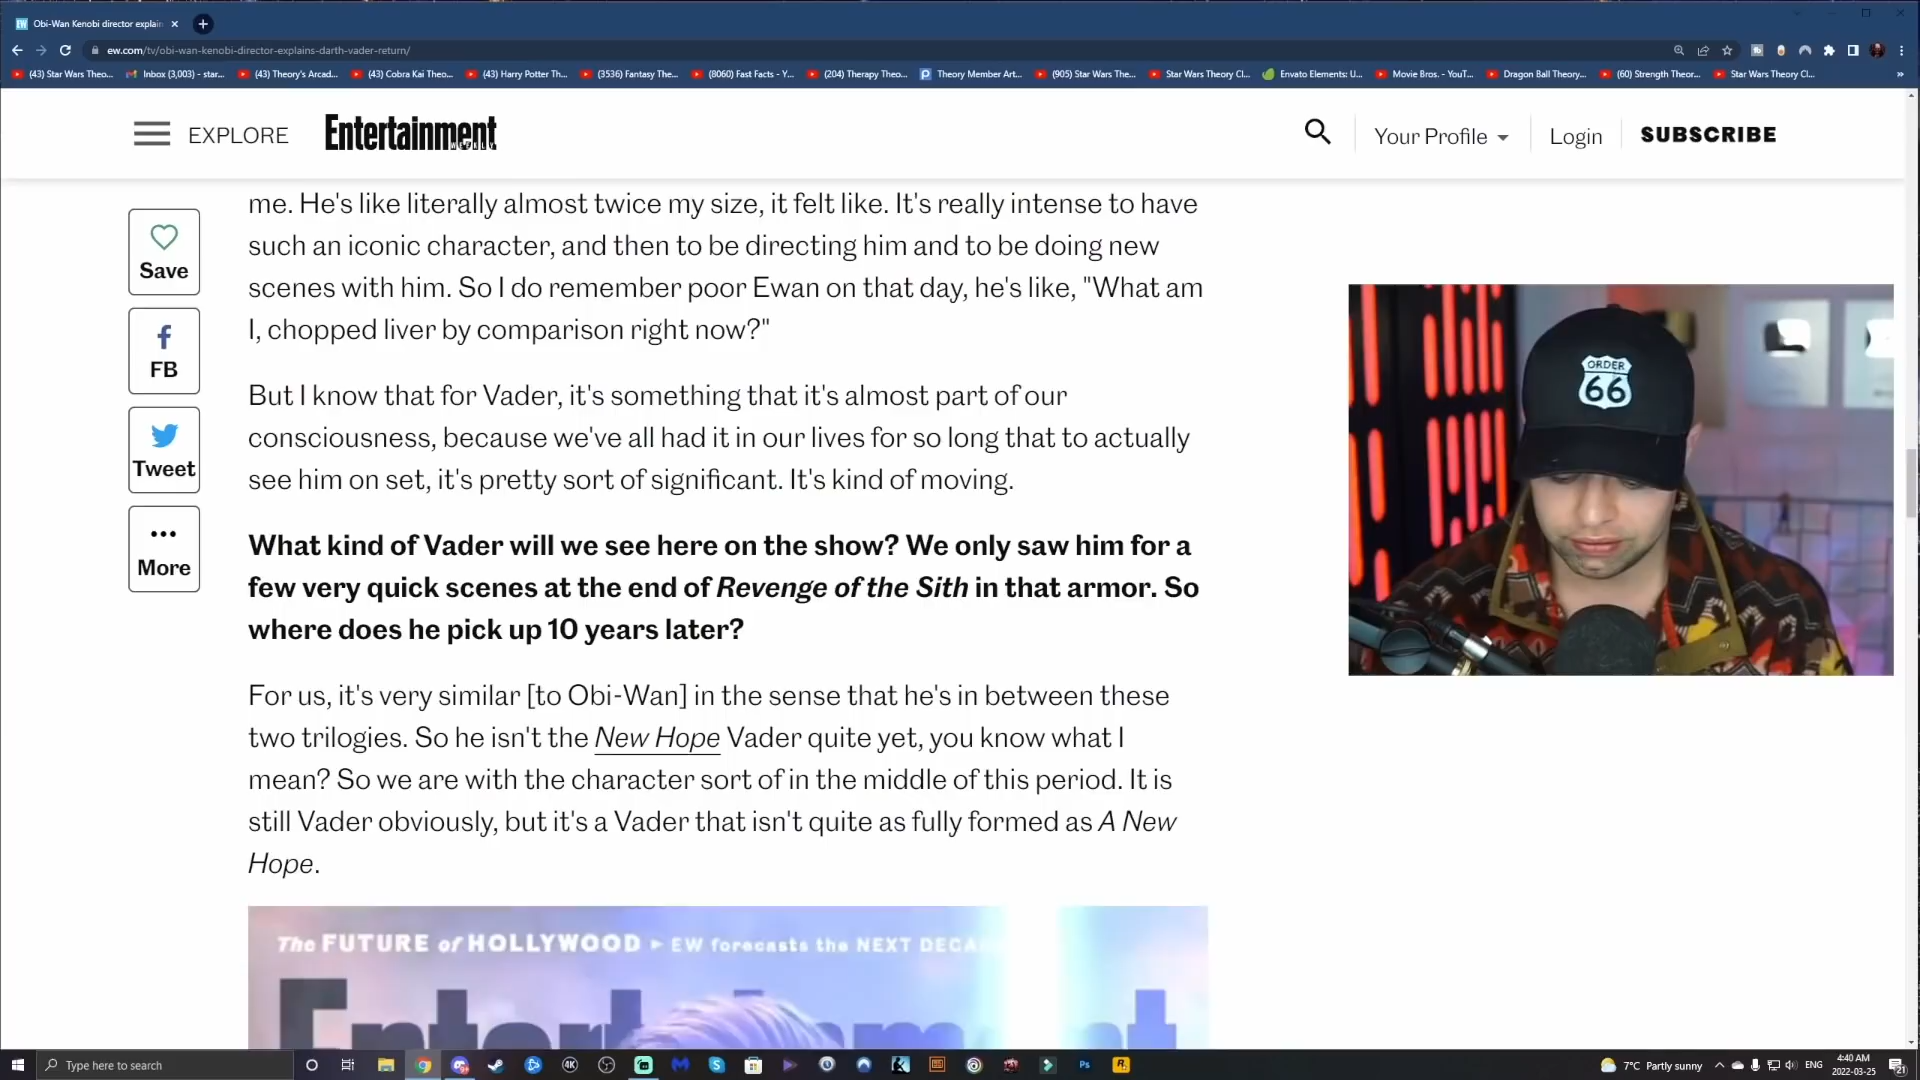 Obi-Wan Kenobi director explain
ew.com/tv/obi-wan-kenobi-director-explains-darth-vader-return/
(43) Star Wars Theo...
Inbox (3,003) - star...
(43) Theory's Arcad...
(43) Cobra Kai Theo...
(43) Harry Potter Th...
(3536) Fantasy The...
(8060) Fast Facts - Y...
(204) Therapy Theo...
Theory Member Art...
(905) Star Wars The...
Star Wars Theory Cl...
Envato Elements: U...
Movie Bros. - YouT...
Dragon Ball Theory...
(60) Strength Theor...
Star Wars Theory Cl...
EXPLORE
Entertainment
WEEKLY
Your Profile
Login
SUBSCRIBE
Save
FB
Tweet
More
me. He's like literally almost twice my size, it felt like. It's really intense to have
such an iconic character, and then to be directing him and to be doing new
scenes with him. So I do remember poor Ewan on that day, he's like, "What am
I, chopped liver by comparison right now?"
But I know that for Vader, it's something that it's almost part of our
consciousness, because we've all had it in our lives for so long that to actually
see him on set, it's pretty sort of significant. It's kind of moving.
What kind of Vader will we see here on the show? We only saw him for a
few very quick scenes at the end of Revenge of the Sith in that armor. So
where does he pick up 10 years later?
For us, it's very similar [to Obi-Wan] in the sense that he's in between these
two trilogies. So he isn't the New Hope Vader quite yet, you know what I
mean? So we are with the character sort of in the middle of this period. It is
still Vader obviously, but it's a Vader that isn't quite as fully formed as A New
Hope.
The FUTURE of HOLLYWOOD ▸ EW forecasts the NEXT DECA
Entertainment
ORDER
66
Type here to search
4K
Ps
7°C Partly sunny
ENG
4:40 AM
2022-03-25
21